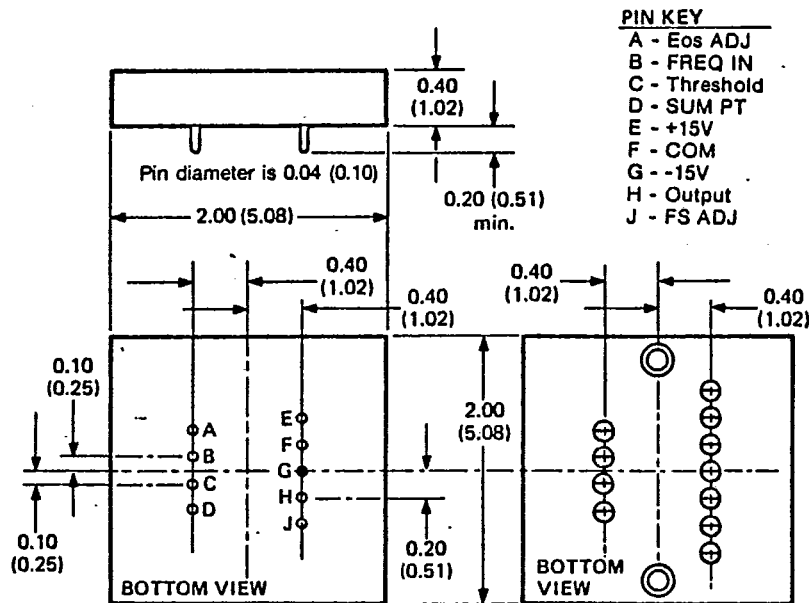 PIN KEY
A - Eos ADJ
B - FREQ IN
C - Threshold
D - SUM PT
E - +15V
F - COM
G - -15V
H - Output
J - FS ADJ
0.40
(1.02)
Pin diameter is 0.04 (0.10)
0.20 (0.51)
min.
2.00 (5.08)
0.40
(1.02)
0.40
(1.02)
0.40
(1.02)
0.40
(1.02)
0.10
(0.25)
2.00
(5.08)
A
B
C
D
E
F
G
H
J
0.10
(0.25)
0.20
(0.51)
BOTTOM VIEW
BOTTOM
VIEW